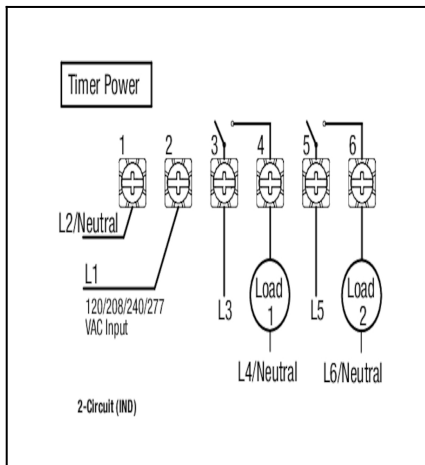 Timer Power
1 2 3 4 5 6
L2/Neutral
L1
120/208/240/277
VAC Input
L3
Load
1
L5
Load
2
L4/Neutral
L6/Neutral
2-Circuit (IND)